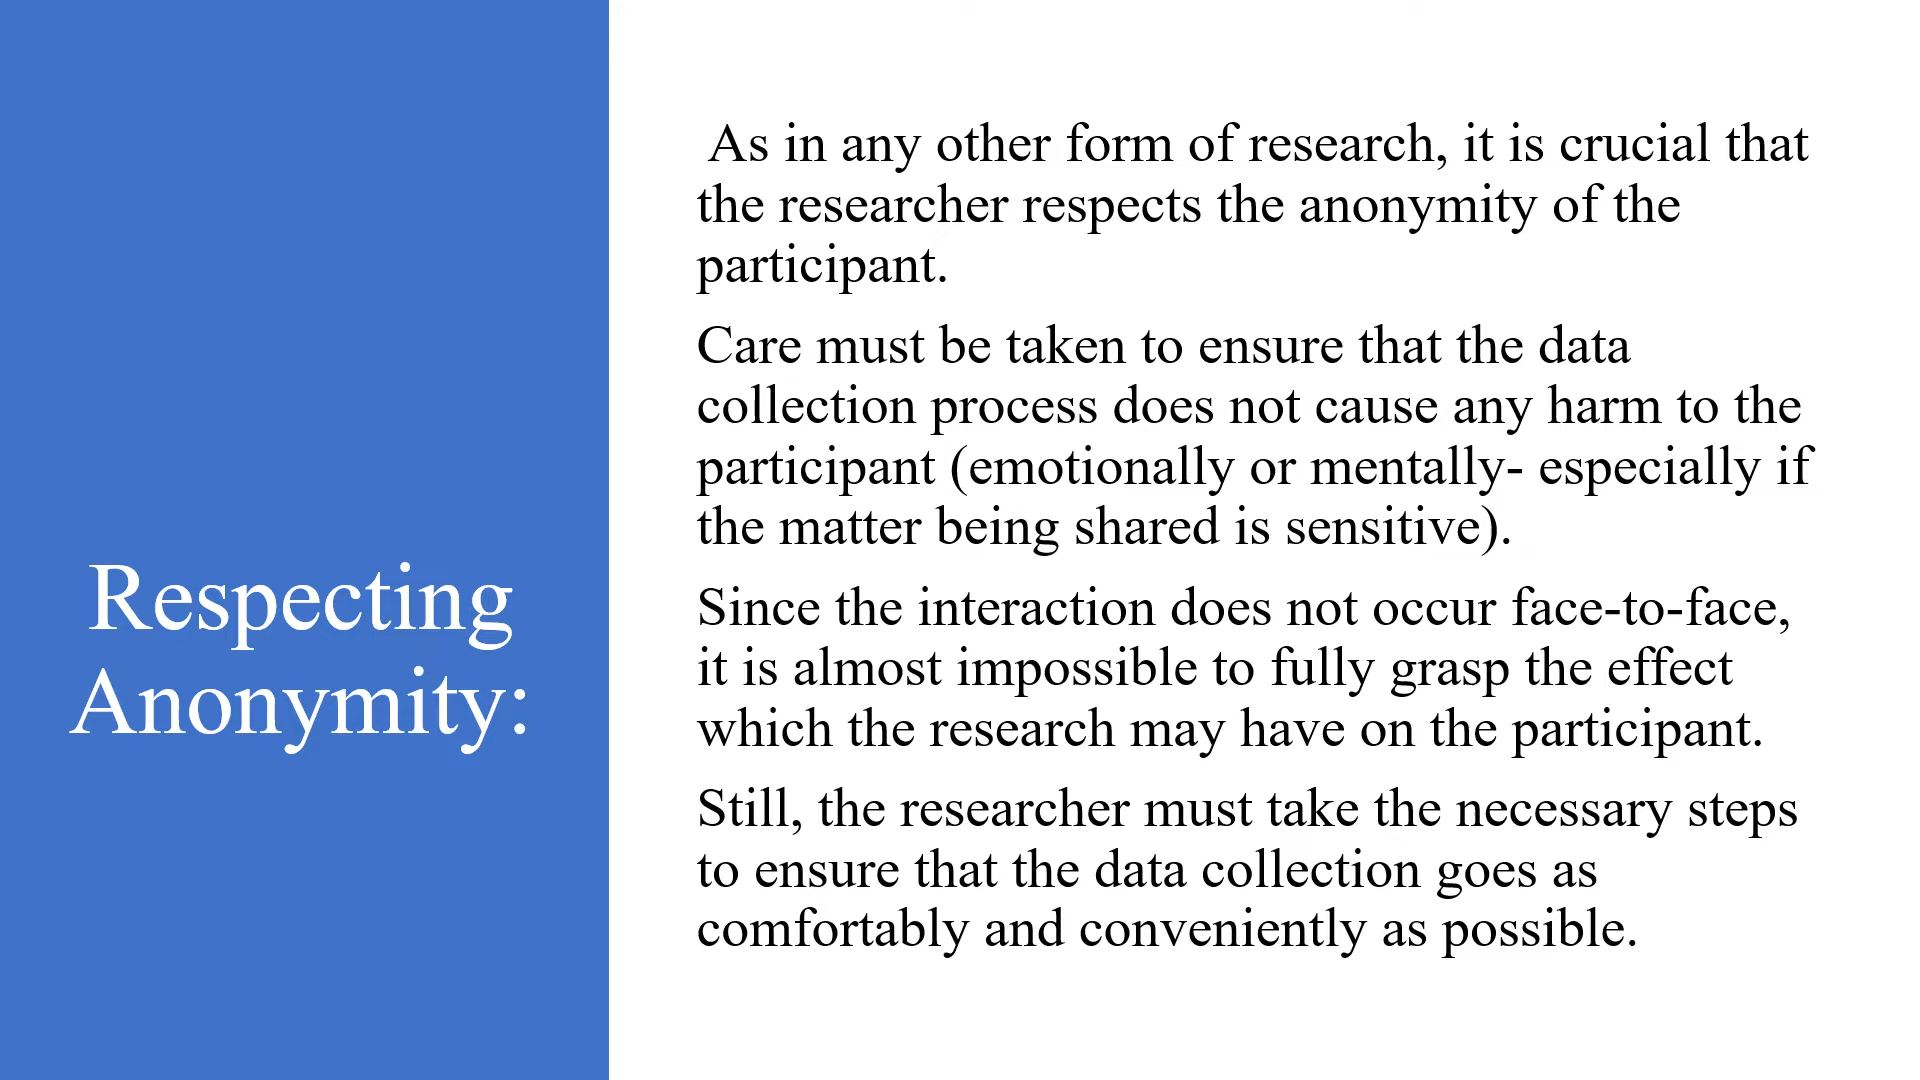 Respecting
Anonymity:
As in any other form of research, it is crucial that
the researcher respects the anonymity of the
participant.
Care must be taken to ensure that the data
collection process does not cause any harm to the
participant (emotionally or mentally- especially if
the matter being shared is sensitive).
Since the interaction does not occur face-to-face,
it is almost impossible to fully grasp the effect
which the research may have on the participant.
Still, the researcher must take the necessary steps
to ensure that the data collection goes as
comfortably and conveniently as possible.